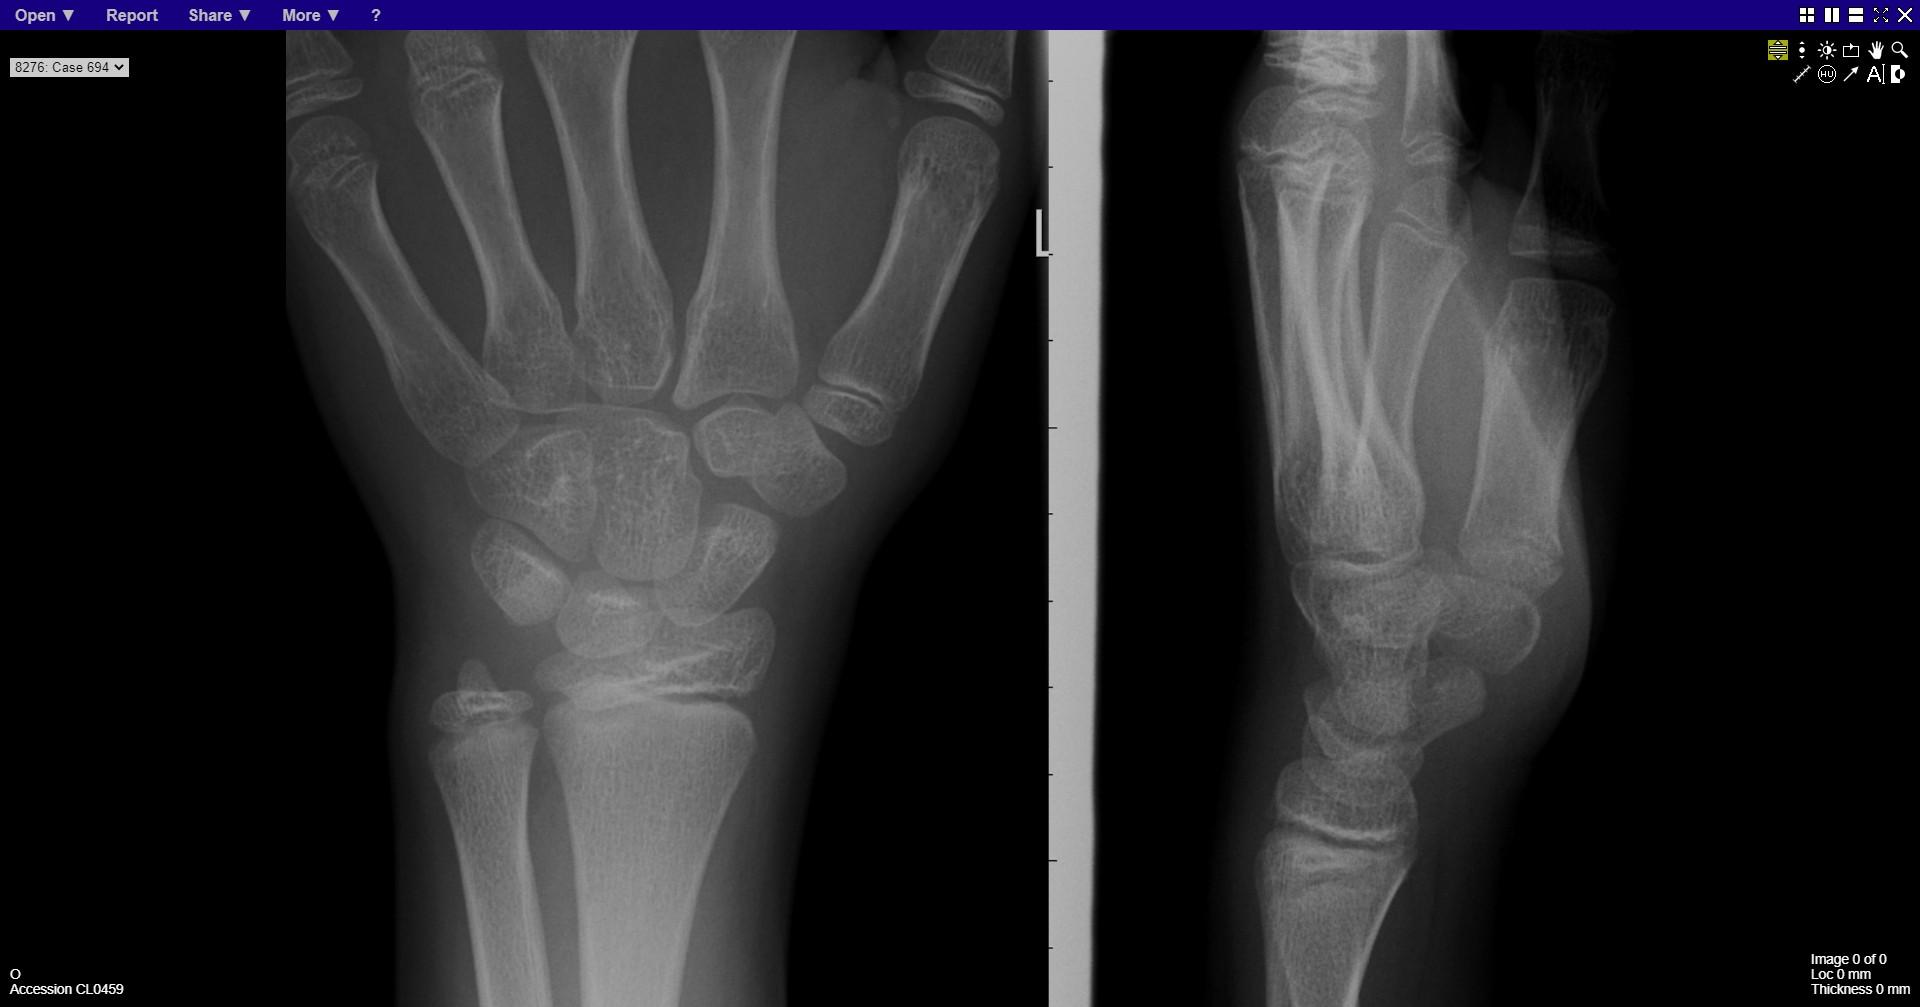 Open ▼ Report Share ▼ More ▼ ?
8276: Case 694
HU
A
L
O
Accession CL0459
Image 0 of 0
Loc 0 mm
Thickness 0 mm